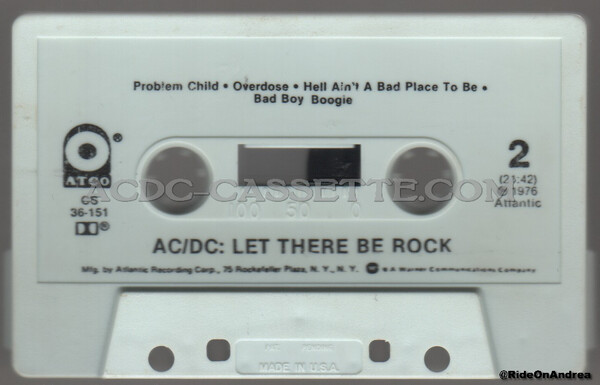 Problem Child • Overdose • Hell Ain't A Bad Place To Be •
Bad Boy Boogie
ATCO®
CS
36-151
®
2
(21:42)
℗ 1976
Atlantic
ACDC-CASSETTE.COM
100 50 0
AC/DC: LET THERE BE ROCK
Mfg. by Atlantic Recording Corp., 75 Rockefeller Plaza, N. Y., N. Y. A Warner Communications Company
PAT. PENDING
MADE IN U.S.A.
@RideOnAndrea